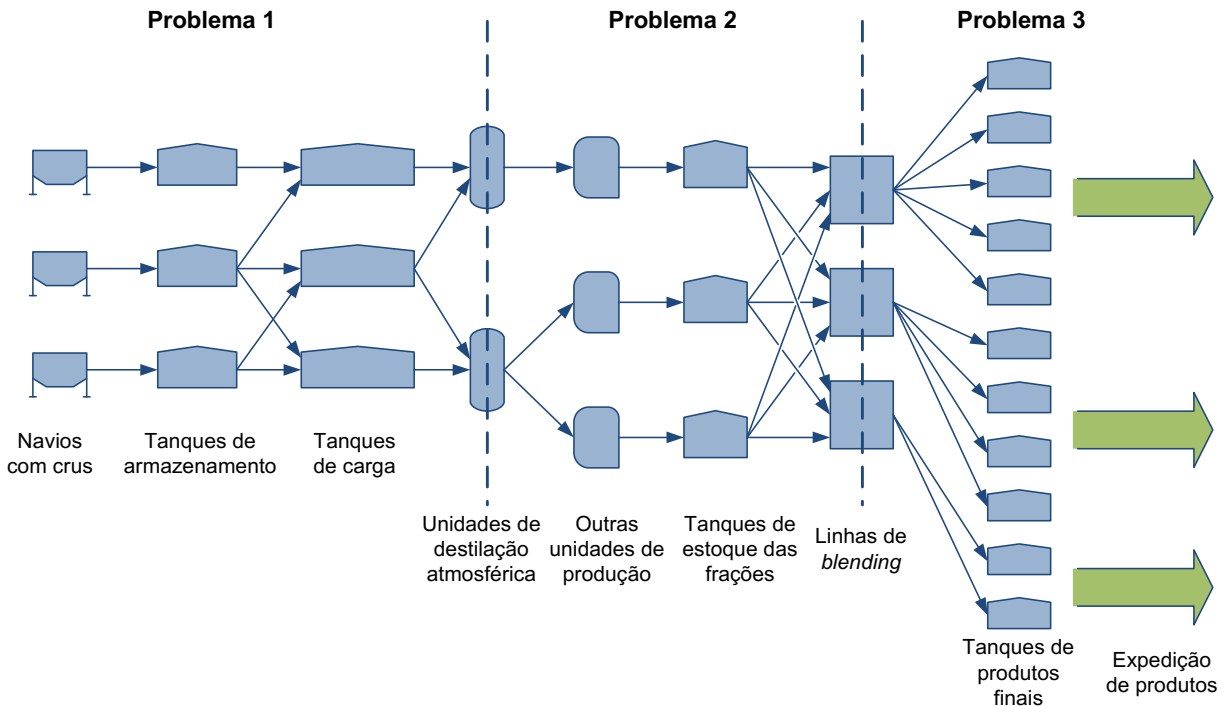 Problema 1
Problema 2
Problema 3
Navios
com crus
Tanques de
armazenamento
Tanques
de carga
Unidades de
destilação
atmosférica
Outras
unidades de
produção
Tanques de
estoque das
frações
Linhas de
blending
Tanques de
produtos
finais
Expedição
de produtos